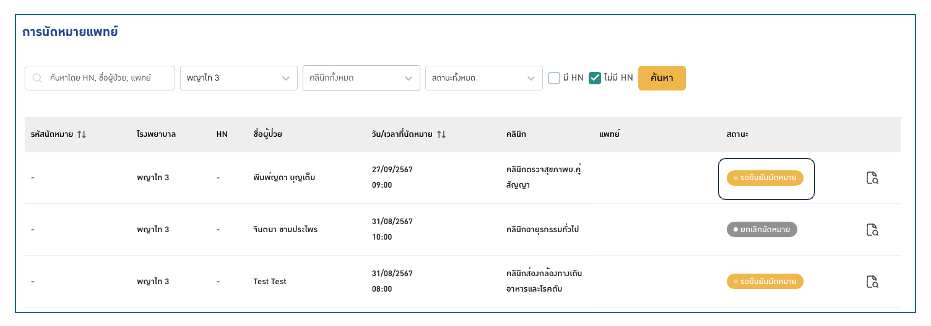 การนัดหมายแพทย์
ค้นหาโดย HN, ชื่อผู้ป่วย, แพทย์ พญาไท 3 คลินิกทั้งหมด สถานะทั้งหมด มี HN ไม่มี HN ค้นหา
รหัสนัดหมาย โรงพยาบาล HN ชื่อผู้ป่วย วัน/เวลาที่นัดหมาย คลินิก แพทย์ สถานะ
- พญาไท 3 - พิมพ์ญดา บุญเต็ม 27/09/2567 09:00 คลินิกตรวจสุขภาพบ.คู่สัญญา รอยืนยันนัดหมาย
- พญาไท 3 - จินตนา ชามประไพร 31/08/2567 10:00 คลินิกอายุรกรรมทั่วไป ยกเลิกนัดหมาย
- พญาไท 3 - Test Test 31/08/2567 08:00 คลินิกส่องกล้องทางเดินอาหารและโรคตับ รอยืนยันนัดหมาย